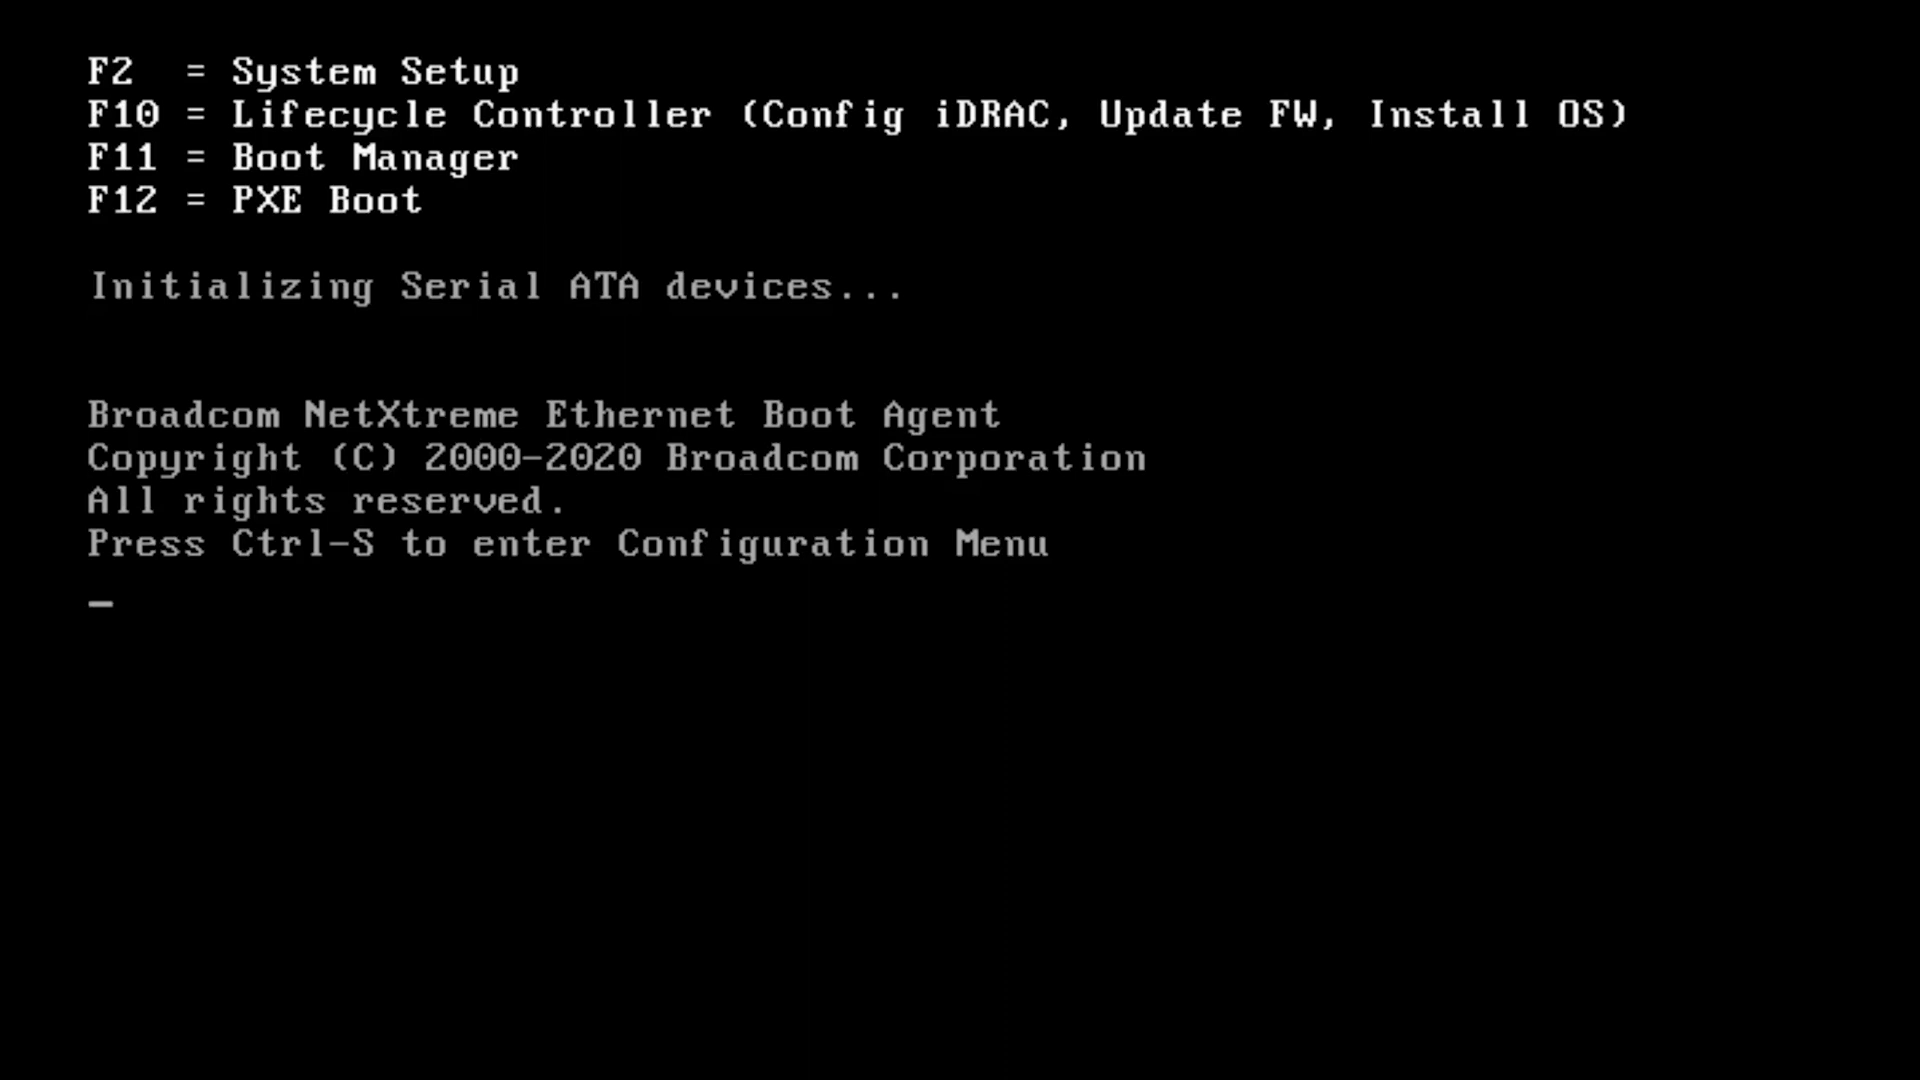 F2  = System Setup
F10 = Lifecycle Controller (Config iDRAC, Update FW, Install OS)
F11 = Boot Manager
F12 = PXE Boot
Initializing Serial ATA devices...
Broadcom NetXtreme Ethernet Boot Agent
Copyright (C) 2000-2020 Broadcom Corporation
All rights reserved.
Press Ctrl-S to enter Configuration Menu